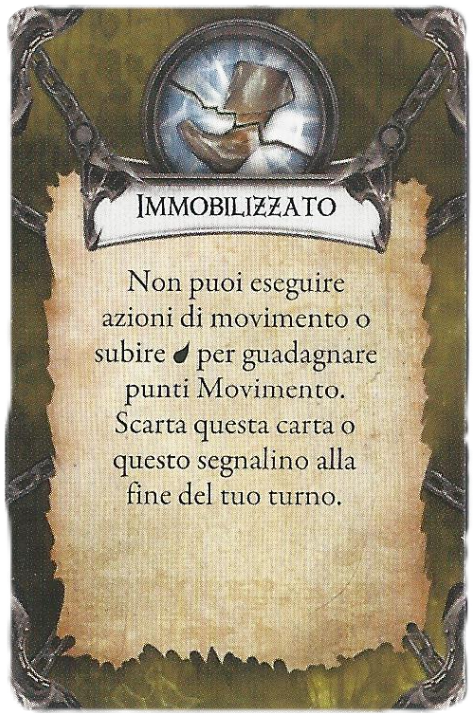 Immobilizzato
Non puoi eseguire
azioni di movimento o
subire per guadagnare
punti Movimento.
Scarta questa carta o
questo segnalino alla
fine del tuo turno.